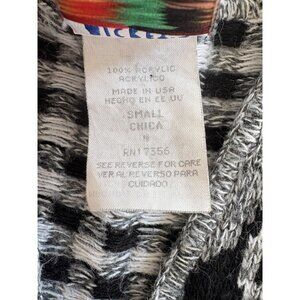 100% ACRYLIC
ACRYLICO
MADE IN USA
HECHO EN EE UU
SMALL
CHICA
RN17356
SEE REVERSE FOR CARE
VER AL REVERSO PARA
CUIDADO